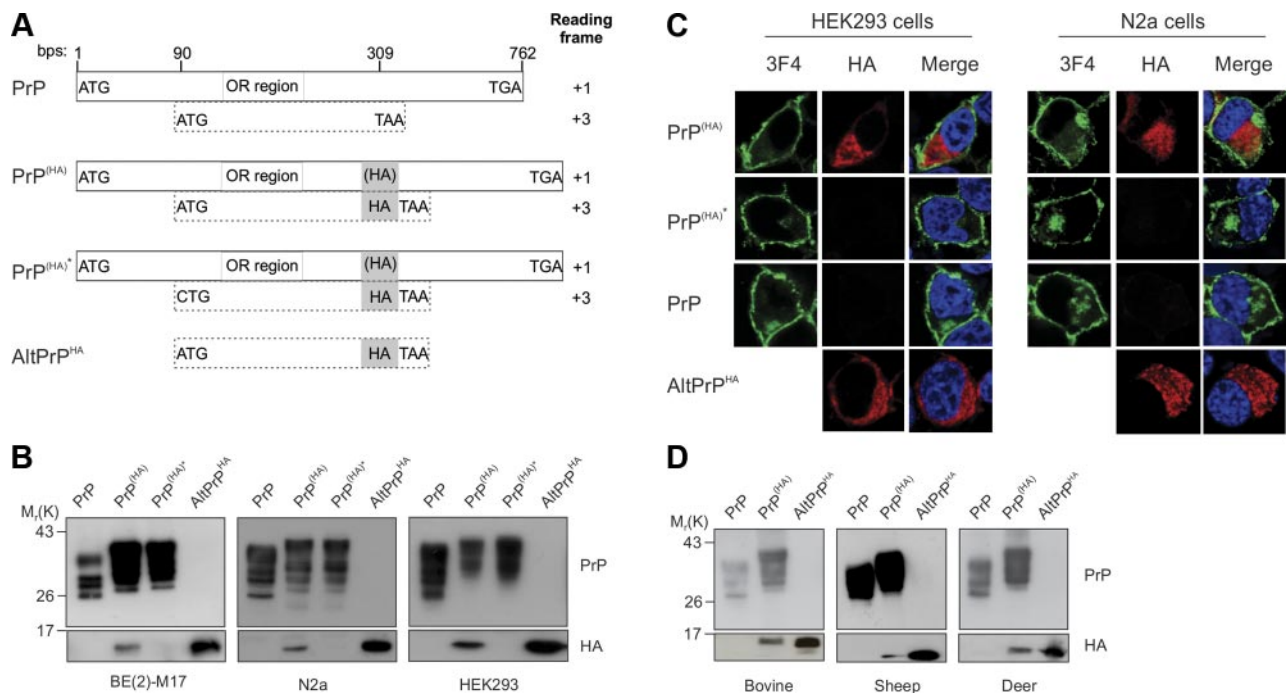 A
Reading frame
bps: 1 90 309 762
PrP ATG OR region TGA +1
ATG TAA +3
PrP(HA) ATG OR region (HA) TGA +1
ATG HA TAA +3
PrP(HA)* ATG OR region (HA) TGA +1
CTG HA TAA +3
AltPrPHA ATG HA TAA
B
PrP PrP(HA) PrP(HA)* AltPrPHA PrP PrP(HA) PrP(HA)* AltPrPHA PrP PrP(HA) PrP(HA)* AltPrPHA
Mr(K)
43
PrP
26
17
HA
BE(2)-M17 N2a HEK293
C
HEK293 cells N2a cells
3F4 HA Merge 3F4 HA Merge
PrP(HA)
PrP(HA)*
PrP
AltPrPHA
D
PrP PrP(HA) AltPrPHA PrP PrP(HA) AltPrPHA PrP PrP(HA) AltPrPHA
Mr(K)
43
PrP
26
17
HA
Bovine Sheep Deer